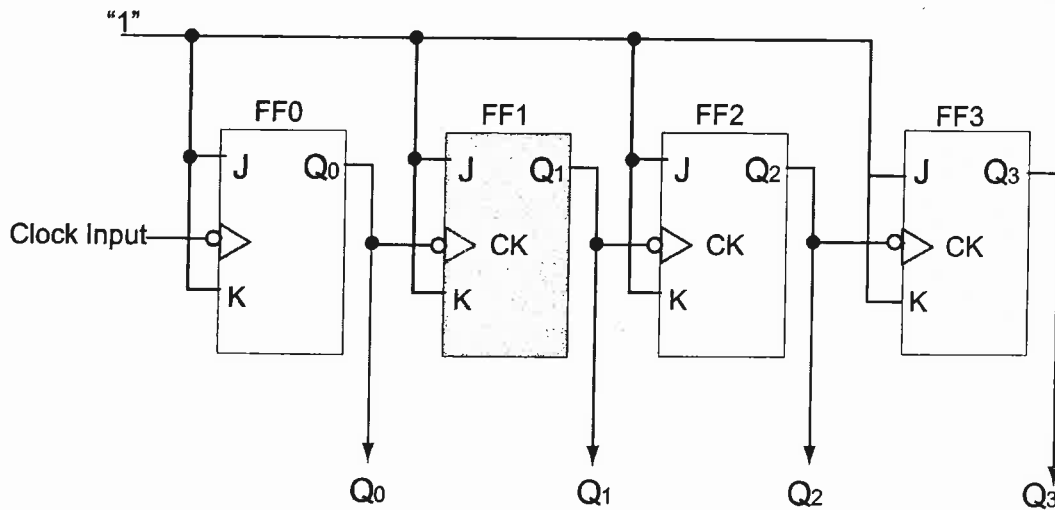 "1"
FF0 FF1 FF2 FF3
J Q0 J Q1 J Q2 J Q3
Clock Input CK CK CK
K K K K
Q0 Q1 Q2 Q3